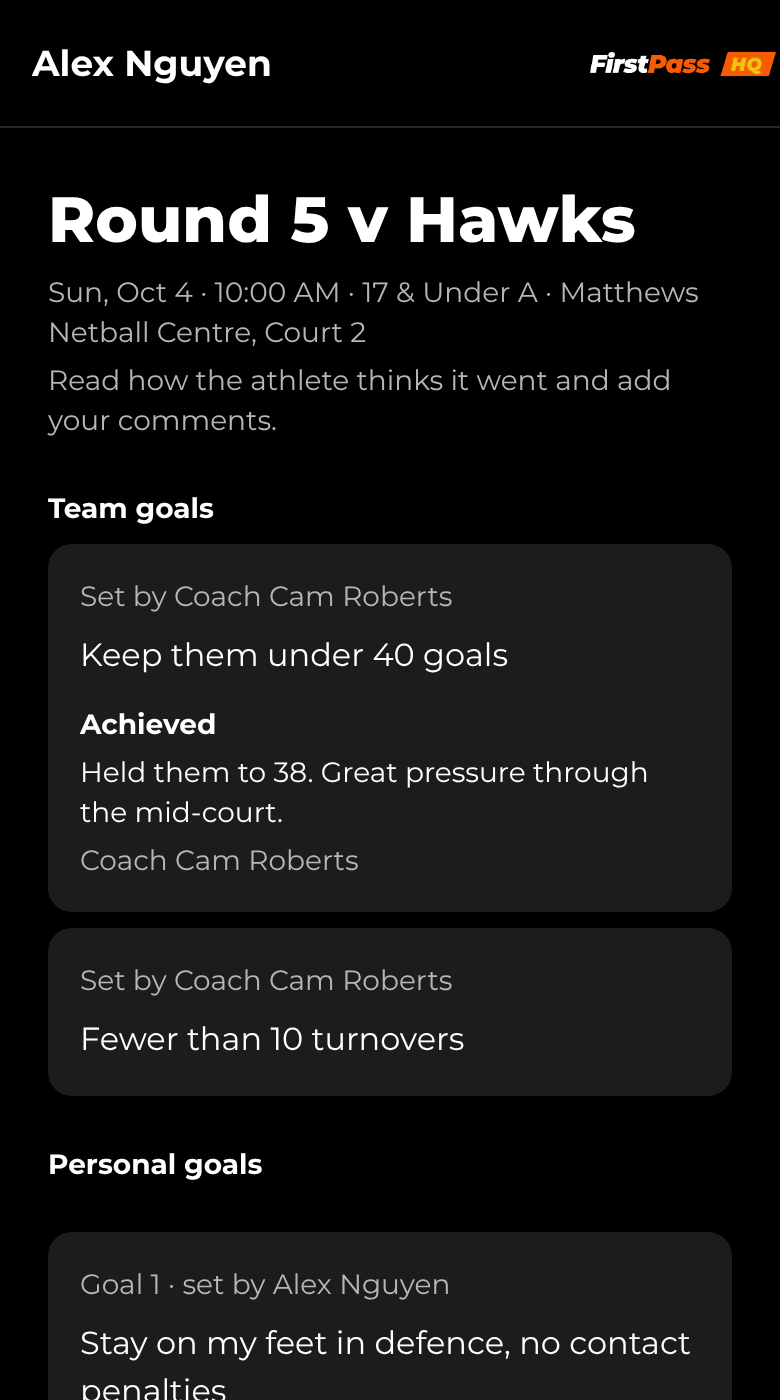 Alex Nguyen
FirstPass HQ
Round 5 v Hawks
Sun, Oct 4 · 10:00 AM · 17 & Under A · Matthews
Netball Centre, Court 2
Read how the athlete thinks it went and add
your comments.
Team goals
Set by Coach Cam Roberts
Keep them under 40 goals
Achieved
Held them to 38. Great pressure through
the mid-court.
Coach Cam Roberts
Set by Coach Cam Roberts
Fewer than 10 turnovers
Personal goals
Goal 1 · set by Alex Nguyen
Stay on my feet in defence, no contact
penalties